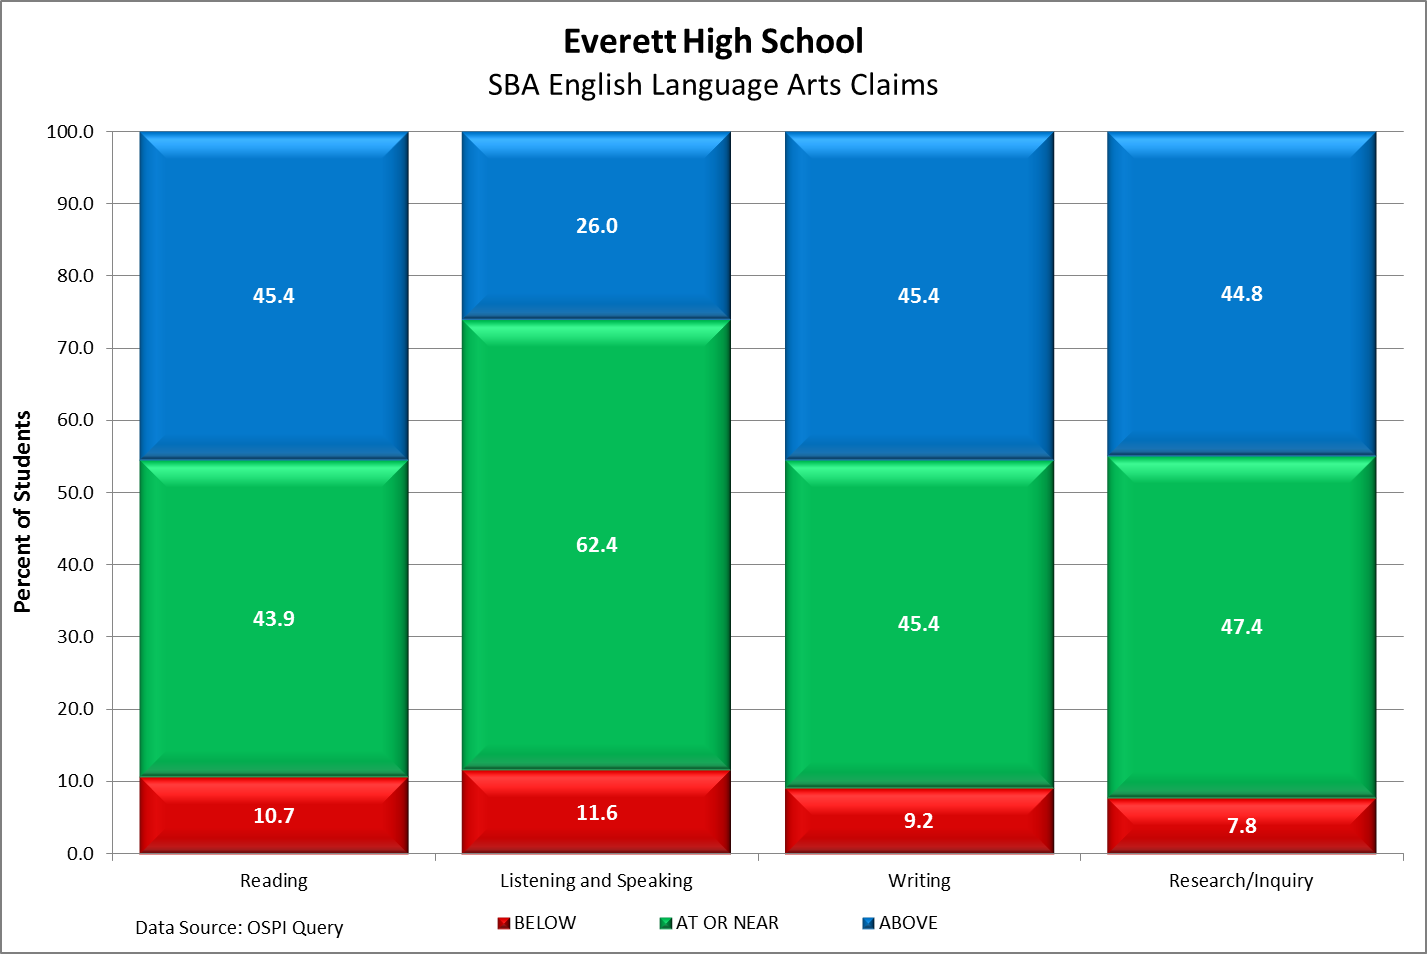 Everett High School
SBA English Language Arts Claims
Percent of Students
100.0
90.0
80.0
70.0
60.0
50.0
40.0
30.0
20.0
10.0
0.0
45.4
26.0
45.4
44.8
43.9
62.4
45.4
47.4
10.7
11.6
9.2
7.8
Reading
Listening and Speaking
Writing
Research/Inquiry
Data Source: OSPI Query
BELOW
AT OR NEAR
ABOVE